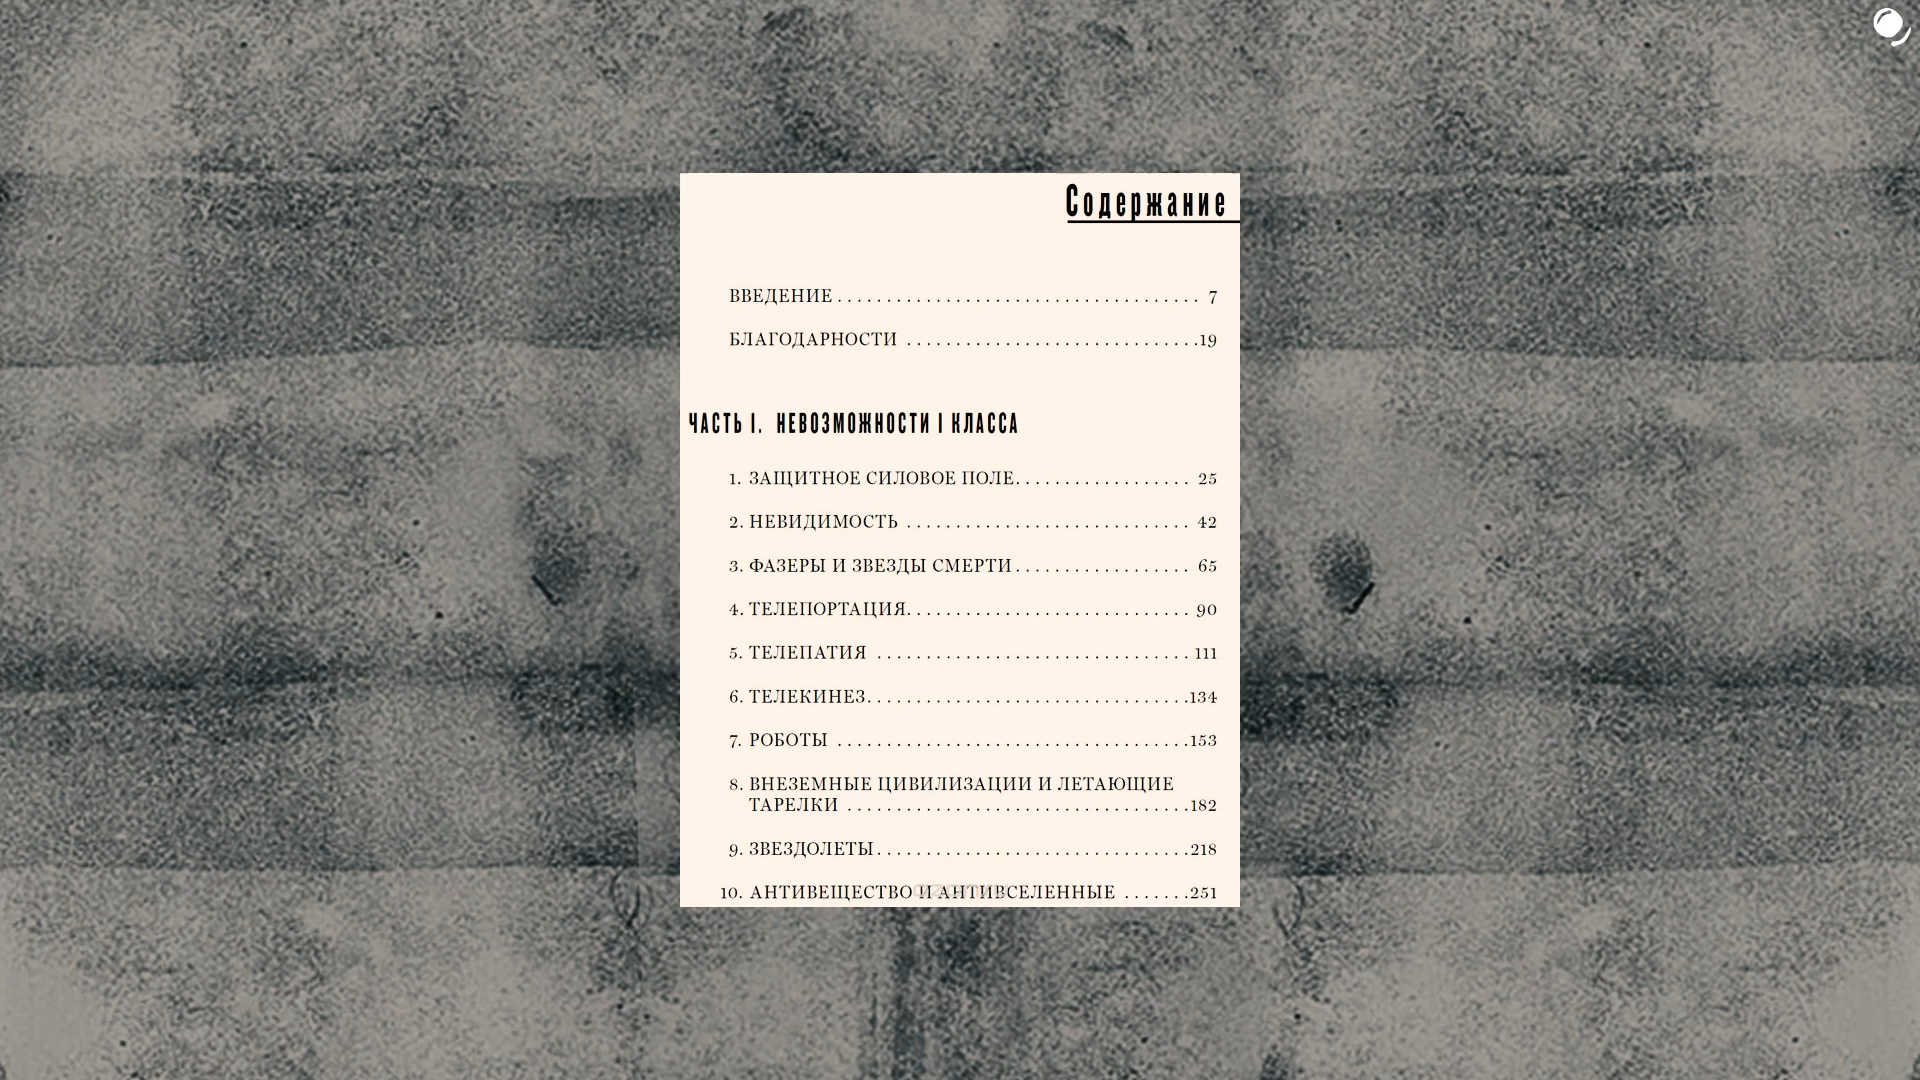 Содержание
ВВЕДЕНИЕ . . . . . . . . . . . . . . . . . . . . . . . . . . . . . . . . . . . . . 7
БЛАГОДАРНОСТИ . . . . . . . . . . . . . . . . . . . . . . . . . . . . . .19
ЧАСТЬ I. НЕВОЗМОЖНОСТИ I КЛАССА
1. ЗАЩИТНОЕ СИЛОВОЕ ПОЛЕ. . . . . . . . . . . . . . . . . . 25
2. НЕВИДИМОСТЬ . . . . . . . . . . . . . . . . . . . . . . . . . . . . . 42
3. ФАЗЕРЫ И ЗВЕЗДЫ СМЕРТИ . . . . . . . . . . . . . . . . . . 65
4. ТЕЛЕПОРТАЦИЯ. . . . . . . . . . . . . . . . . . . . . . . . . . . . . 90
5. ТЕЛЕПАТИЯ . . . . . . . . . . . . . . . . . . . . . . . . . . . . . . . . 111
6. ТЕЛЕКИНЕЗ. . . . . . . . . . . . . . . . . . . . . . . . . . . . . . . . .134
7. РОБОТЫ . . . . . . . . . . . . . . . . . . . . . . . . . . . . . . . . . . . .153
8. ВНЕЗЕМНЫЕ ЦИВИЛИЗАЦИИ И ЛЕТАЮЩИЕ
ТАРЕЛКИ . . . . . . . . . . . . . . . . . . . . . . . . . . . . . . . . . . .182
9. ЗВЕЗДОЛЕТЫ. . . . . . . . . . . . . . . . . . . . . . . . . . . . . . . .218
10. АНТИВЕЩЕСТВО И АНТИВСЕЛЕННЫЕ . . . . . . .251